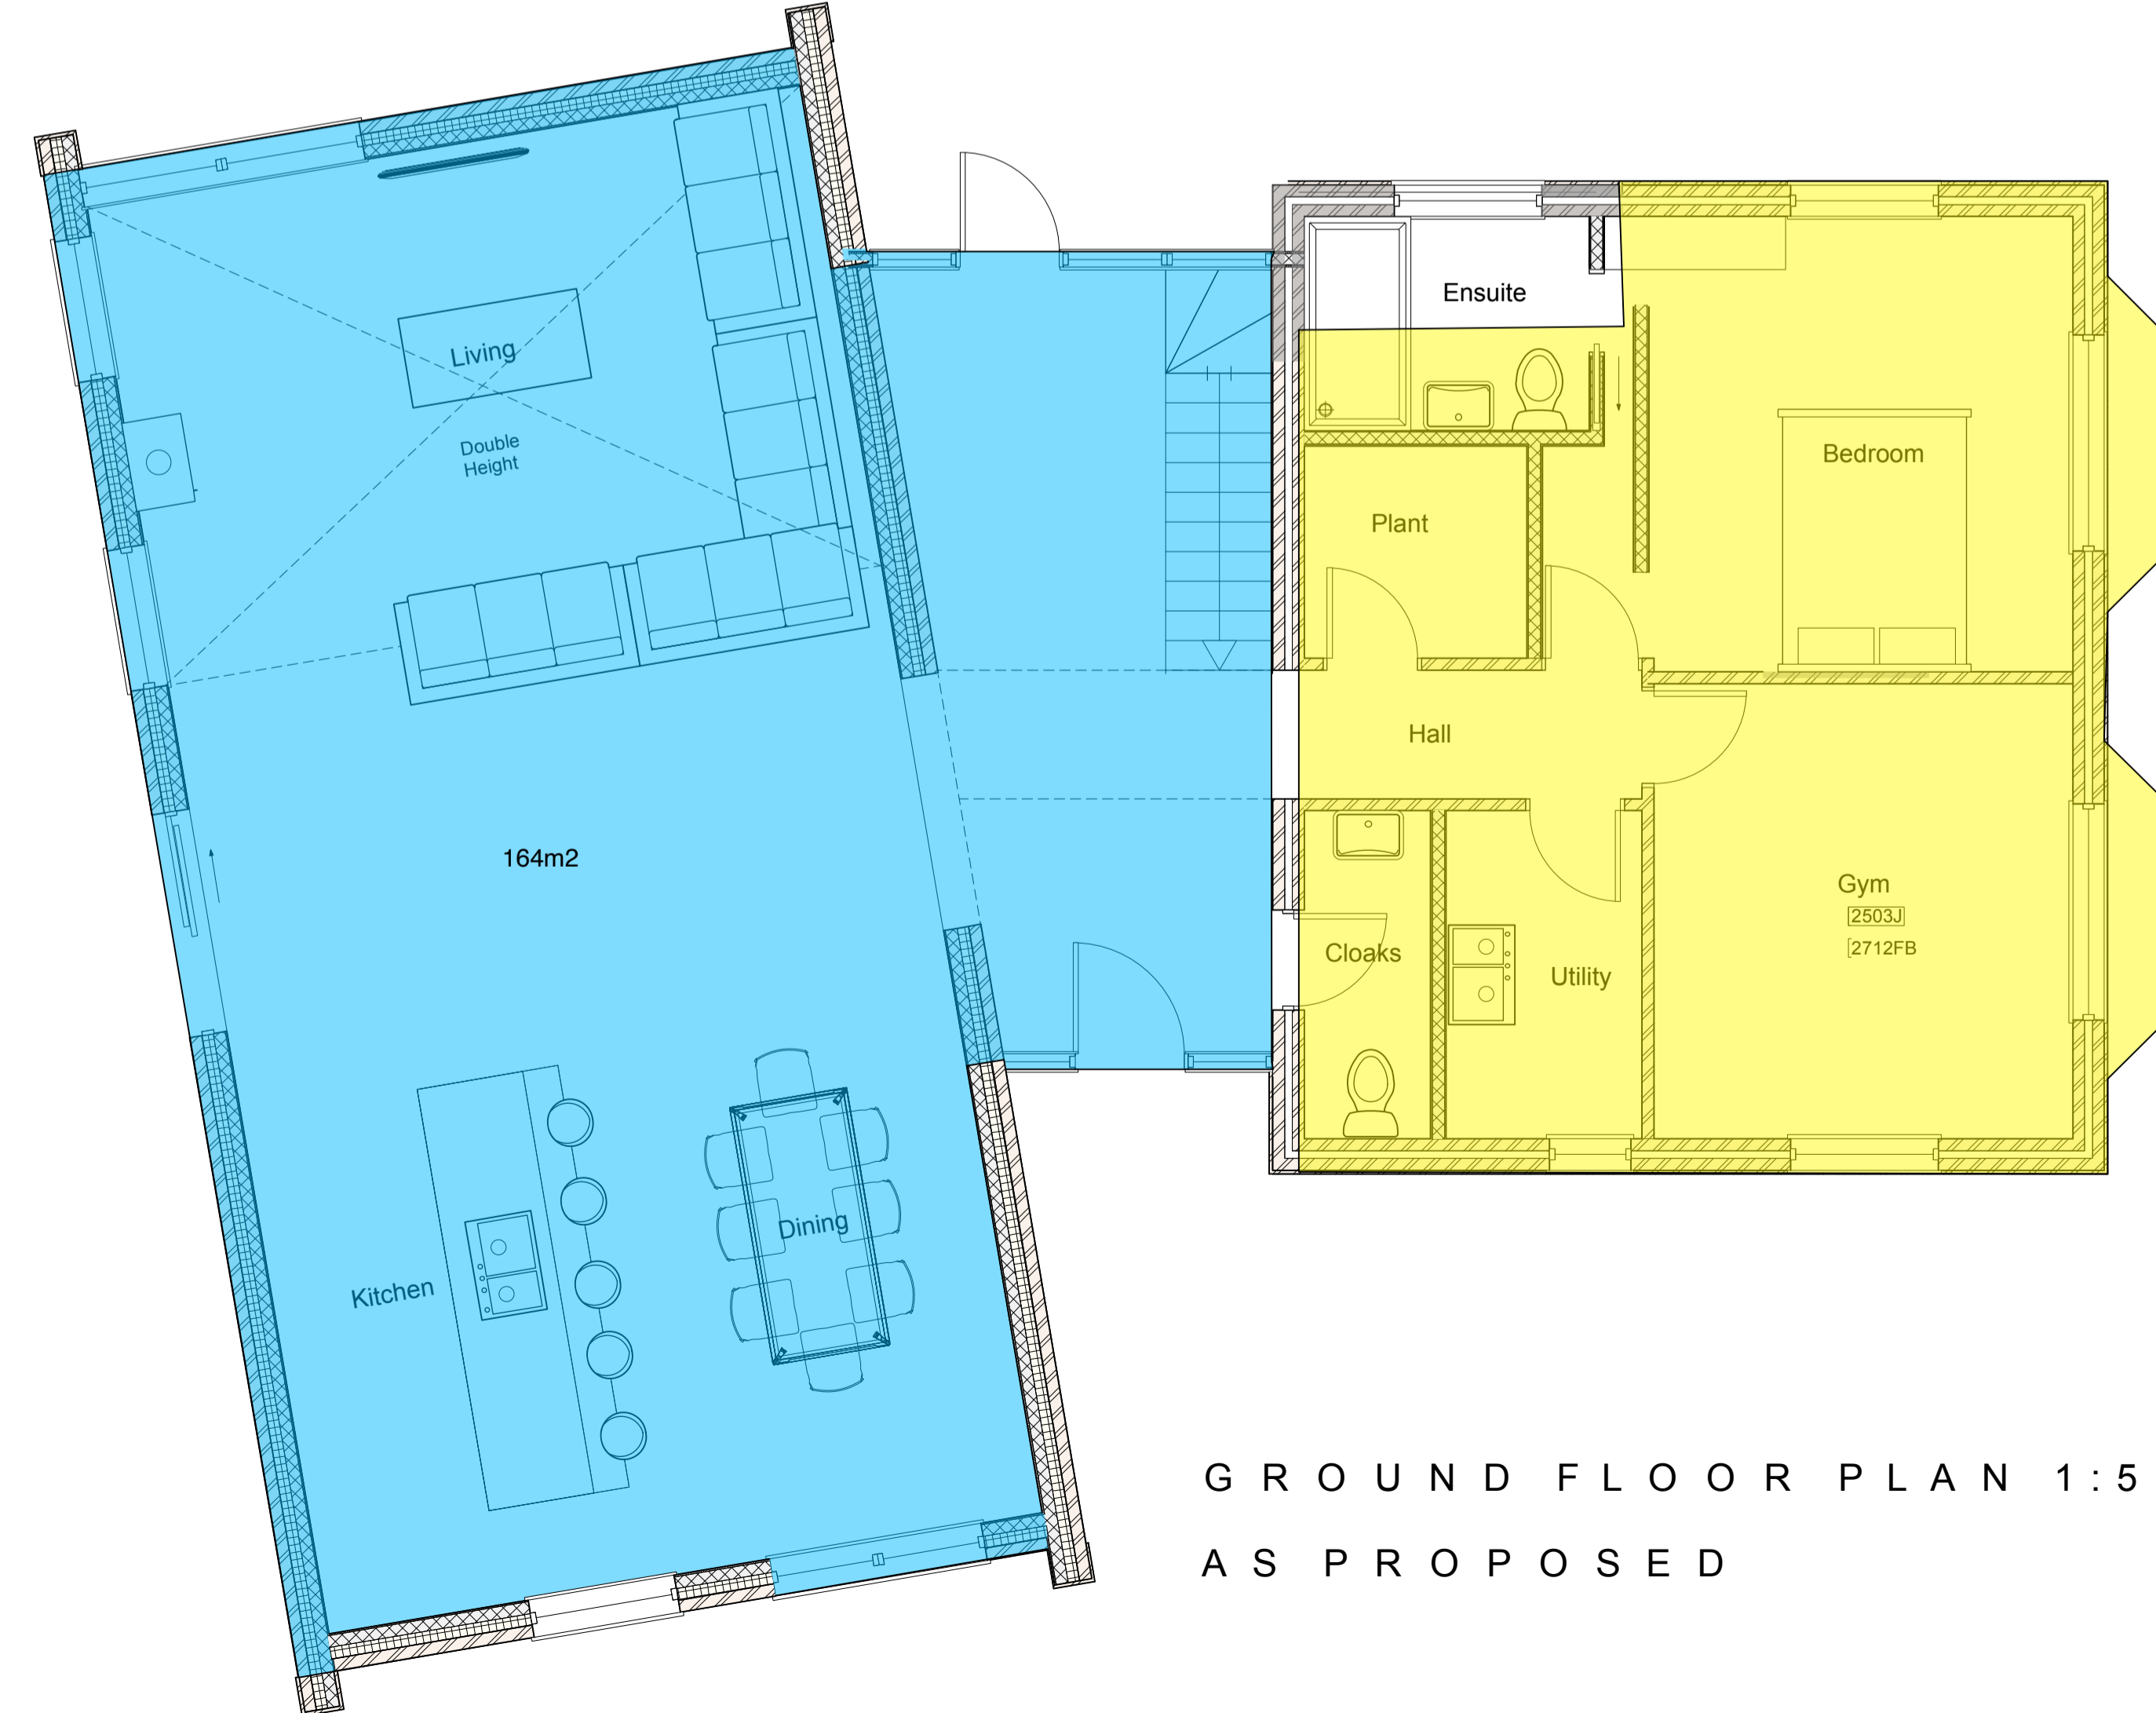 Ensuite
Living
Double
Height
Bedroom
Plant
Hall
164m2
Gym
2503J
2712FB
Cloaks
Utility
Dining
Kitchen
GROUND FLOOR PLAN 1:5
AS PROPOSED